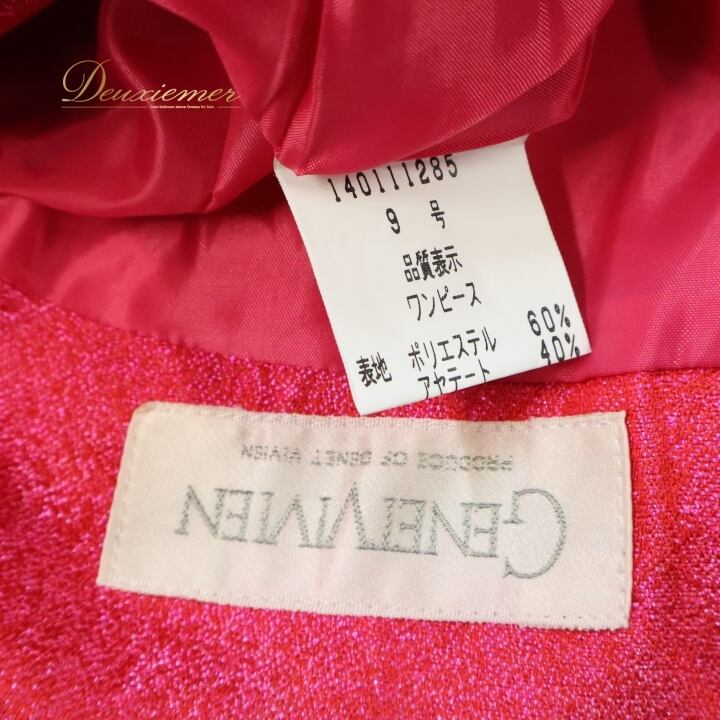 Deuxiemer
140111285
9 号
品質表示
ワンピース
表地 ポリエステル 60%
アセテート 40%
GENET VIVIEN
PRODUCE OF GENET VIVIEN